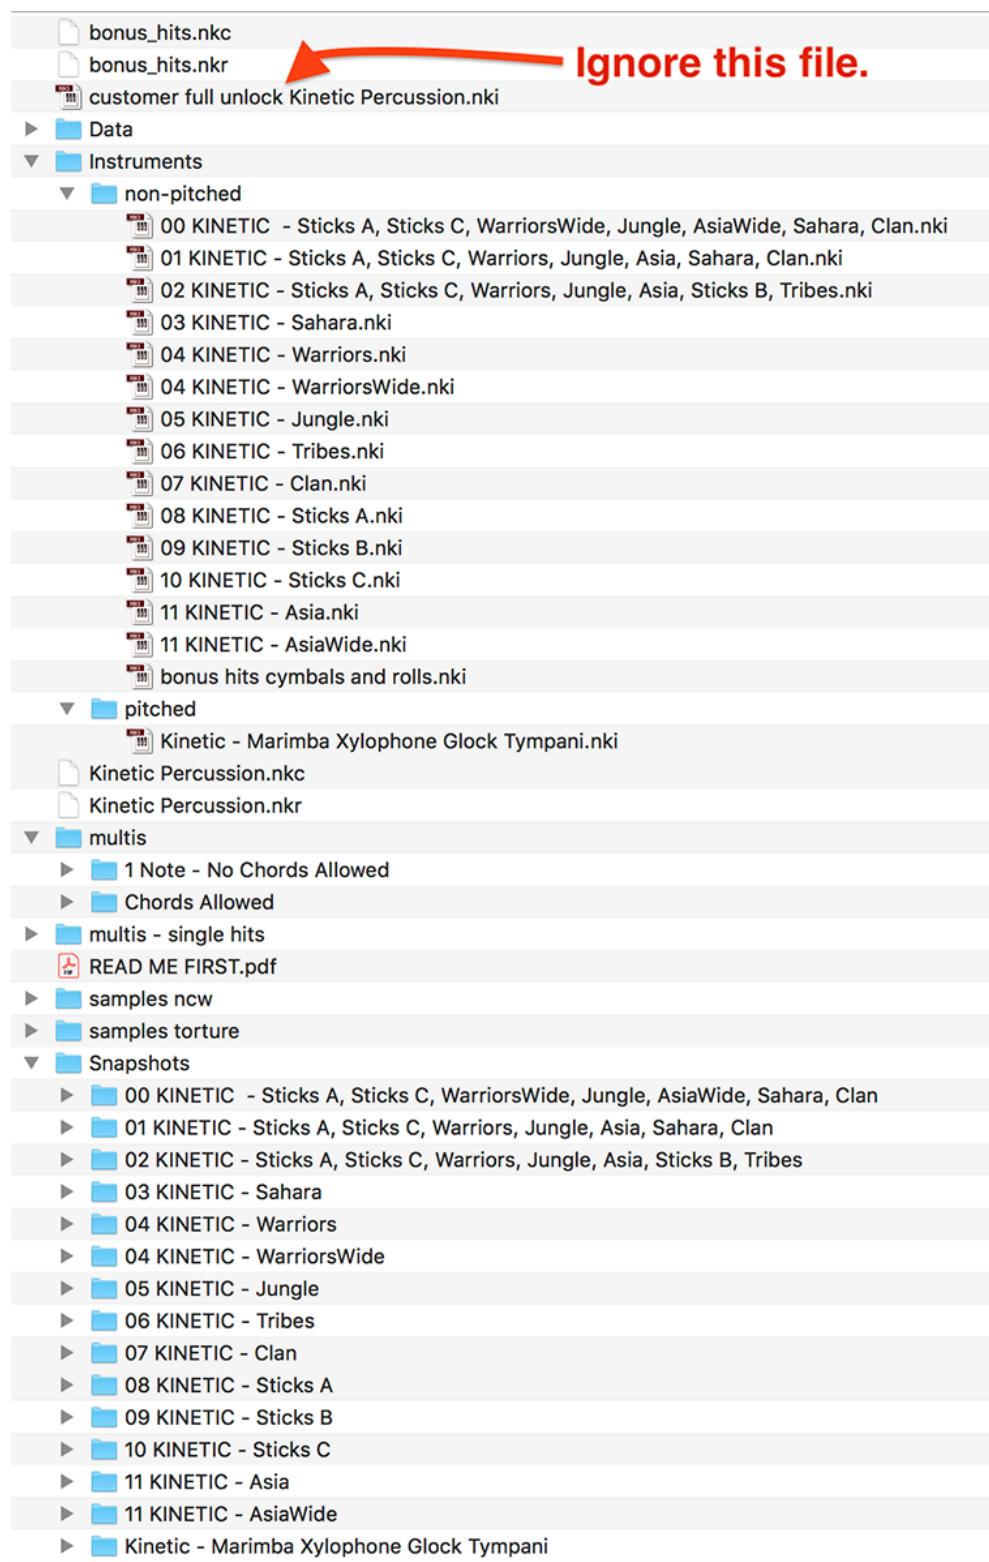 bonus_hits.nkc
bonus_hits.nkr
Ignore this file.
customer full unlock Kinetic Percussion.nki
Data
Instruments
non-pitched
00 KINETIC  - Sticks A, Sticks C, WarriorsWide, Jungle, AsiaWide, Sahara, Clan.nki
01 KINETIC - Sticks A, Sticks C, Warriors, Jungle, Asia, Sahara, Clan.nki
02 KINETIC - Sticks A, Sticks C, Warriors, Jungle, Asia, Sticks B, Tribes.nki
03 KINETIC - Sahara.nki
04 KINETIC - Warriors.nki
04 KINETIC - WarriorsWide.nki
05 KINETIC - Jungle.nki
06 KINETIC - Tribes.nki
07 KINETIC - Clan.nki
08 KINETIC - Sticks A.nki
09 KINETIC - Sticks B.nki
10 KINETIC - Sticks C.nki
11 KINETIC - Asia.nki
11 KINETIC - AsiaWide.nki
bonus hits cymbals and rolls.nki
pitched
Kinetic - Marimba Xylophone Glock Tympani.nki
Kinetic Percussion.nkc
Kinetic Percussion.nkr
multis
1 Note - No Chords Allowed
Chords Allowed
multis - single hits
READ ME FIRST.pdf
samples ncw
samples torture
Snapshots
00 KINETIC  - Sticks A, Sticks C, WarriorsWide, Jungle, AsiaWide, Sahara, Clan
01 KINETIC - Sticks A, Sticks C, Warriors, Jungle, Asia, Sahara, Clan
02 KINETIC - Sticks A, Sticks C, Warriors, Jungle, Asia, Sticks B, Tribes
03 KINETIC - Sahara
04 KINETIC - Warriors
04 KINETIC - WarriorsWide
05 KINETIC - Jungle
06 KINETIC - Tribes
07 KINETIC - Clan
08 KINETIC - Sticks A
09 KINETIC - Sticks B
10 KINETIC - Sticks C
11 KINETIC - Asia
11 KINETIC - AsiaWide
Kinetic - Marimba Xylophone Glock Tympani